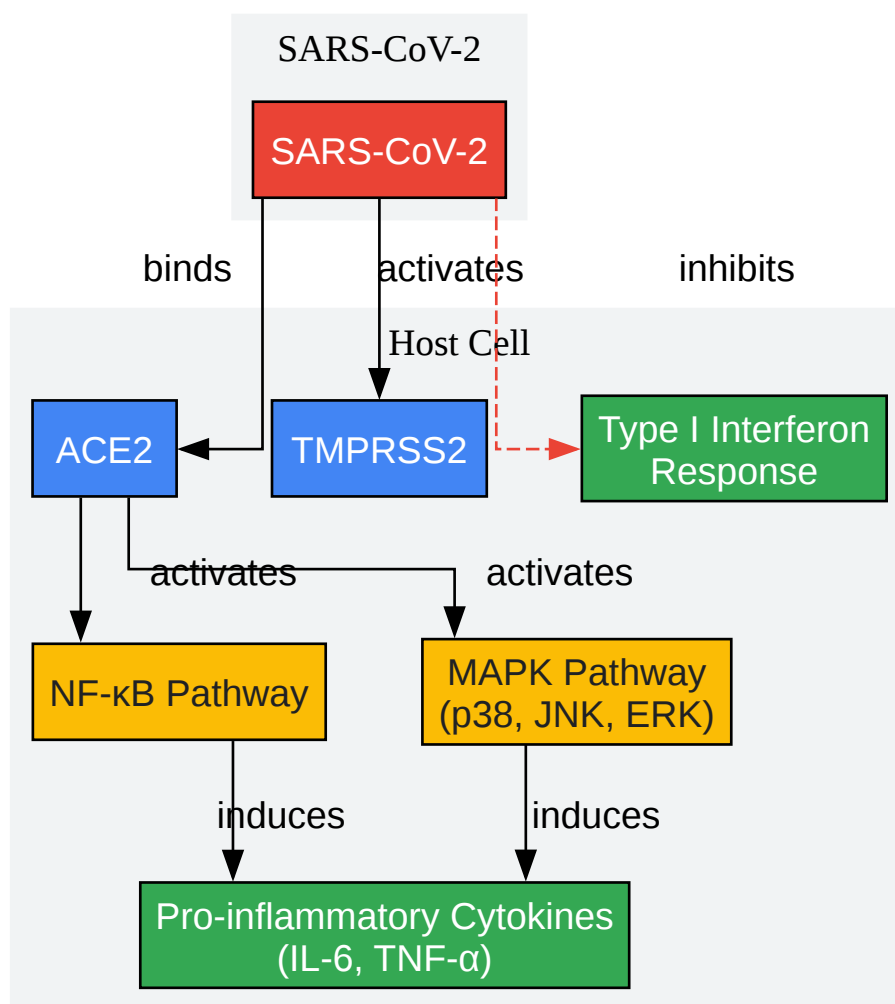 SARS-CoV-2
SARS-CoV-2
binds
activates
inhibits
Host Cell
ACE2
TMPRSS2
Type I Interferon
Response
activates
activates
NF-κB Pathway
MAPK Pathway
(p38, JNK, ERK)
induces
induces
Pro-inflammatory Cytokines
(IL-6, TNF-α)